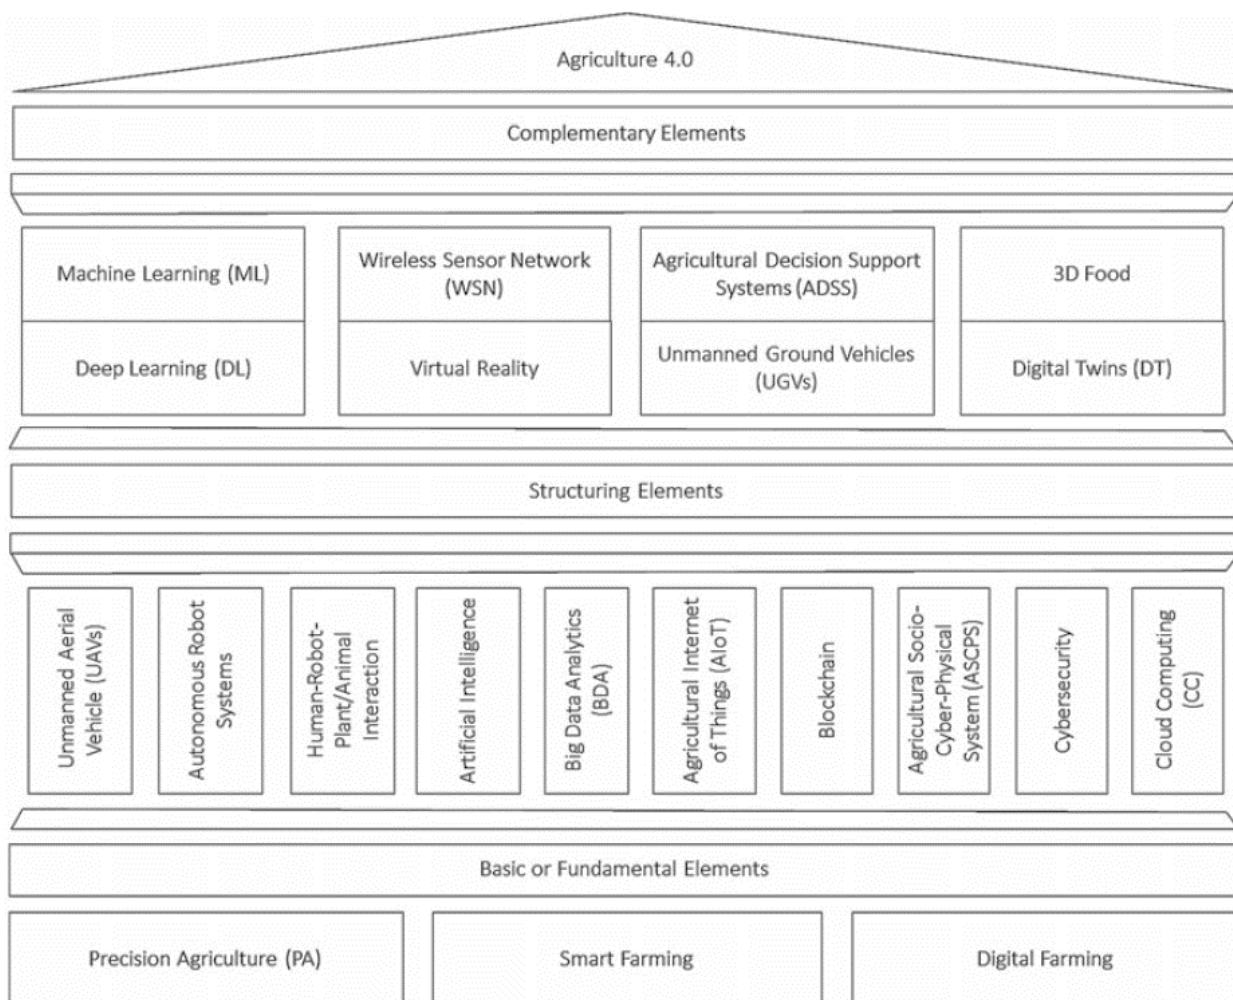 Agriculture 4.0
Complementary Elements
Machine Learning (ML)
Wireless Sensor Network
(WSN)
Agricultural Decision Support
Systems (ADSS)
3D Food
Deep Learning (DL)
Virtual Reality
Unmanned Ground Vehicles
(UGVs)
Digital Twins (DT)
Structuring Elements
Unmanned Aerial
Vehicle (UAVs)
Autonomous Robot
Systems
Human-Robot-
Plant/Animal
Interaction
Artificial Intelligence
Big Data Analytics
(BDA)
Agricultural Internet
of Things (AIoT)
Blockchain
Agricultural Socio-
Cyber-Physical
System (ASCPS)
Cybersecurity
Cloud Computing
(CC)
Basic or Fundamental Elements
Precision Agriculture (PA)
Smart Farming
Digital Farming